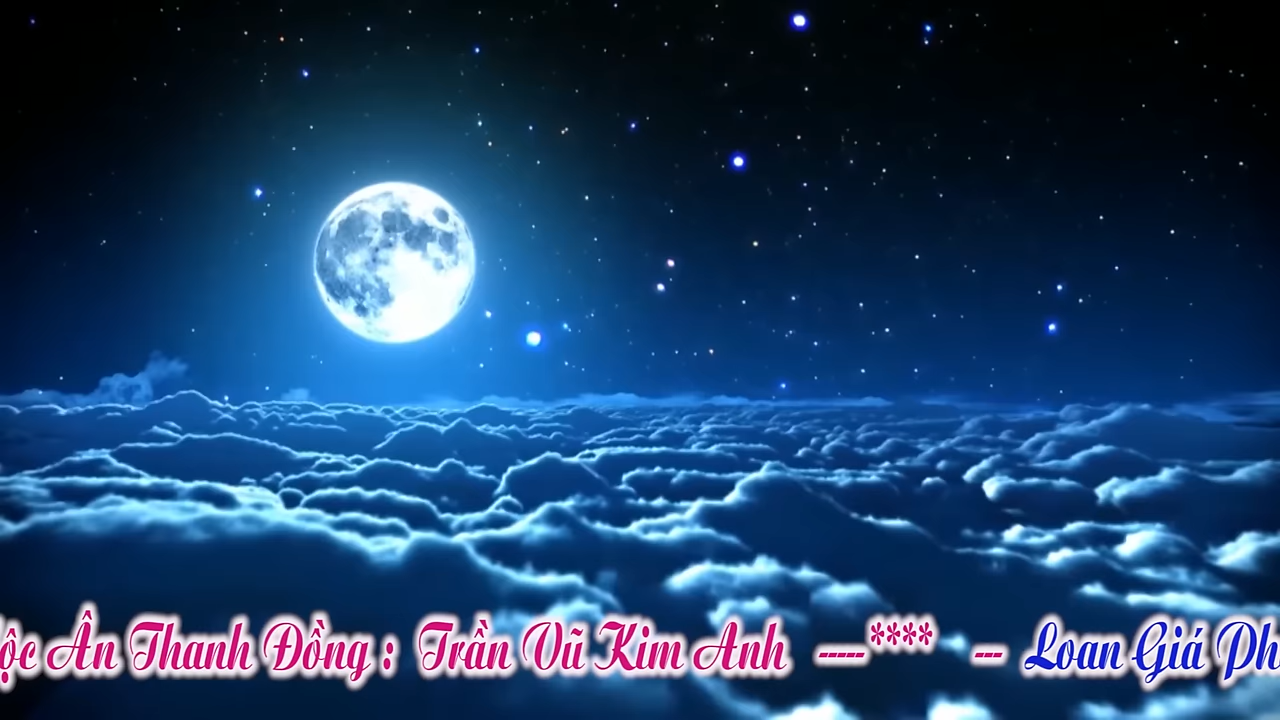 Ân Thanh Đồng : Trần Vũ Kim Anh ----**** -- Loan Giá